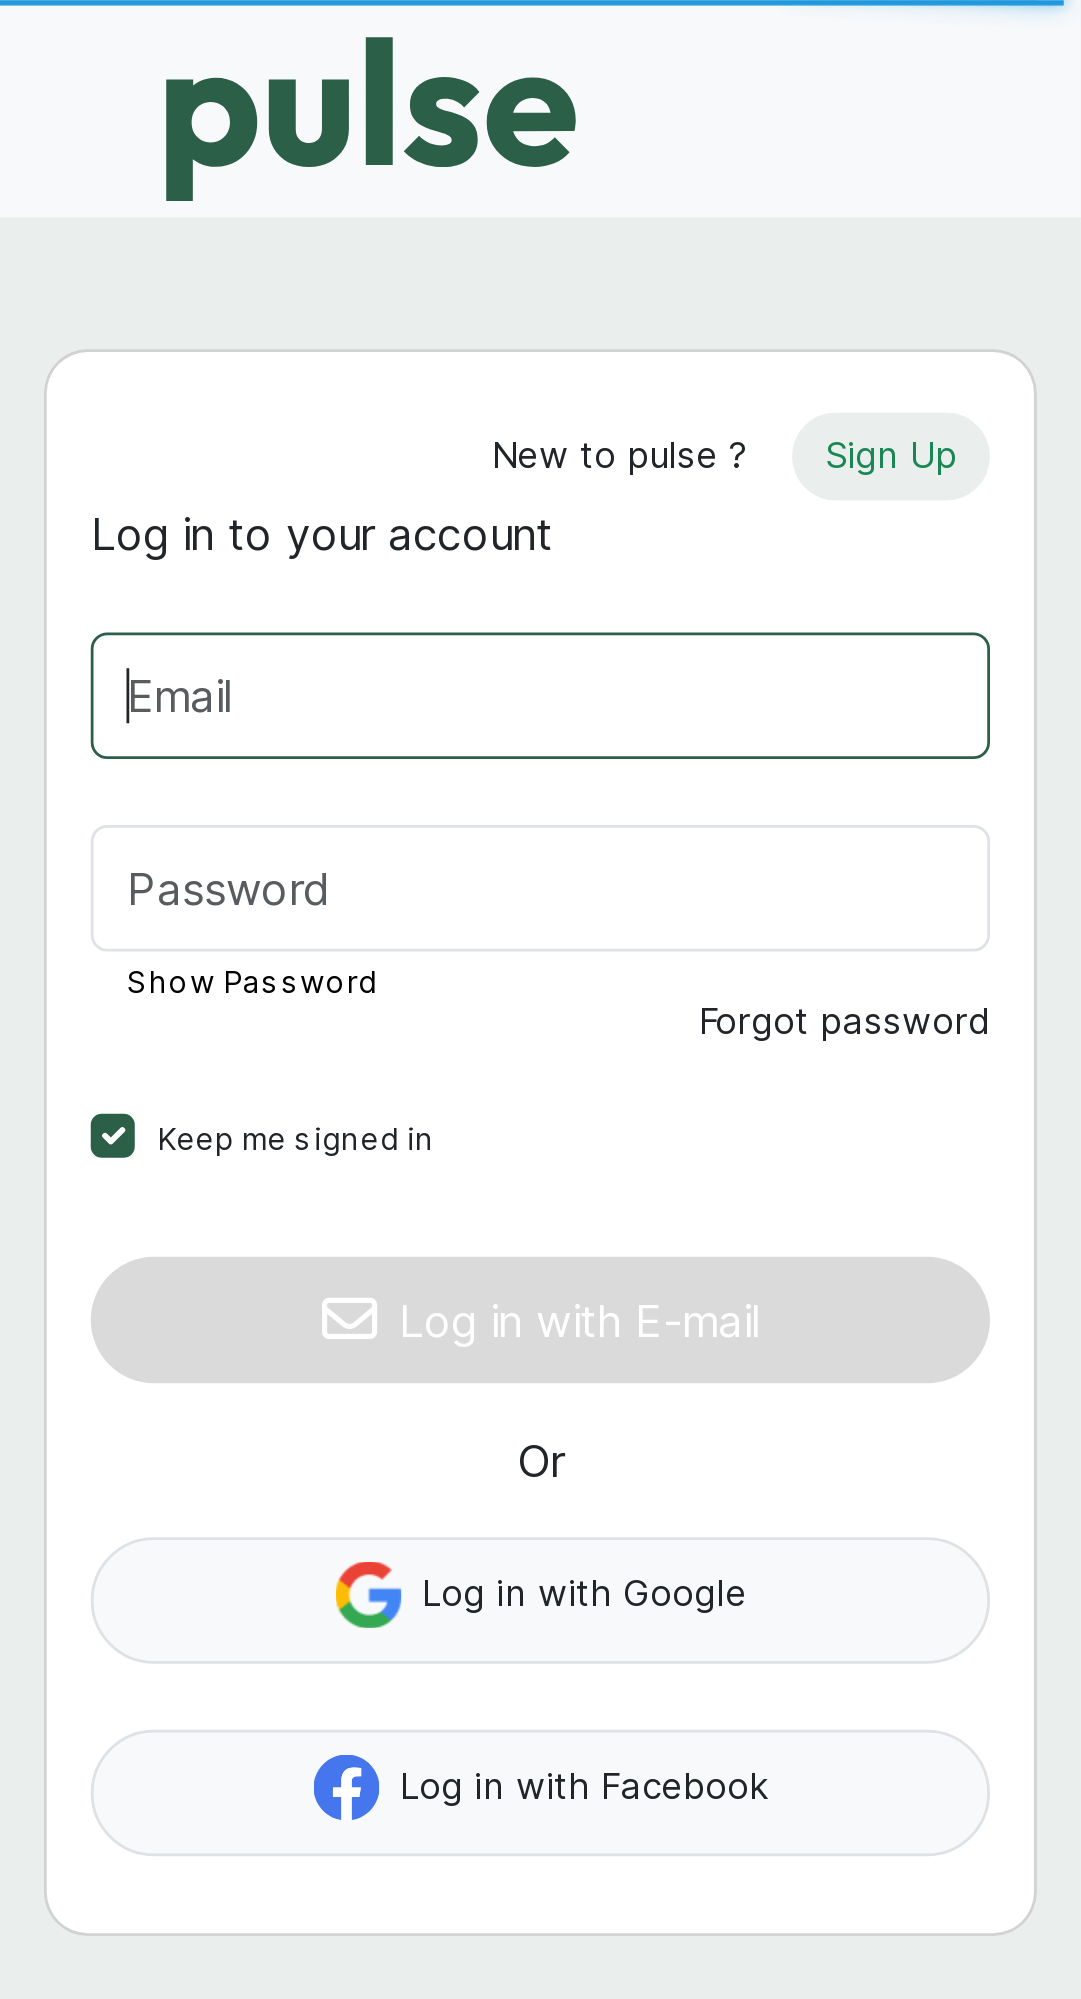 pulse
New to pulse ? Sign Up
Log in to your account
Email
Password
Show Password
Forgot password
Keep me signed in
Log in with E-mail
Or
Log in with Google
Log in with Facebook